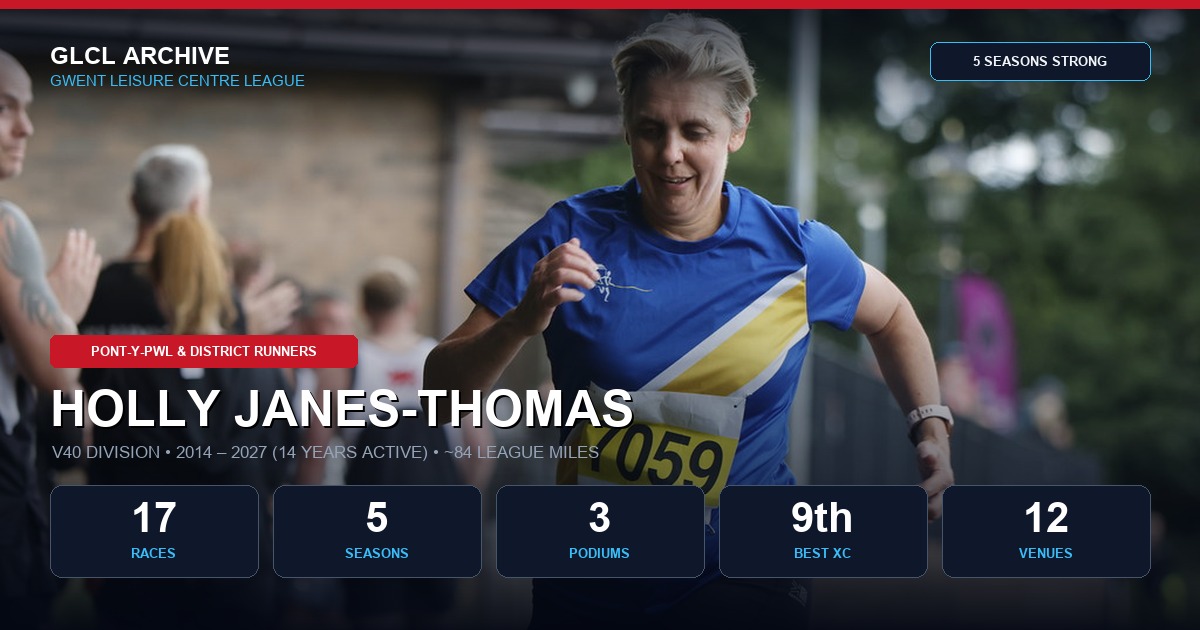 GLCL ARCHIVE
GWENT LEISURE CENTRE LEAGUE
5 SEASONS STRONG
PONT-Y-PWL & DISTRICT RUNNERS
HOLLY JANES-THOMAS
V40 DIVISION • 2014 – 2027 (14 YEARS ACTIVE) • ~84 LEAGUE MILES
7059
17
RACES
5
SEASONS
3
PODIUMS
9th
BEST XC
12
VENUES